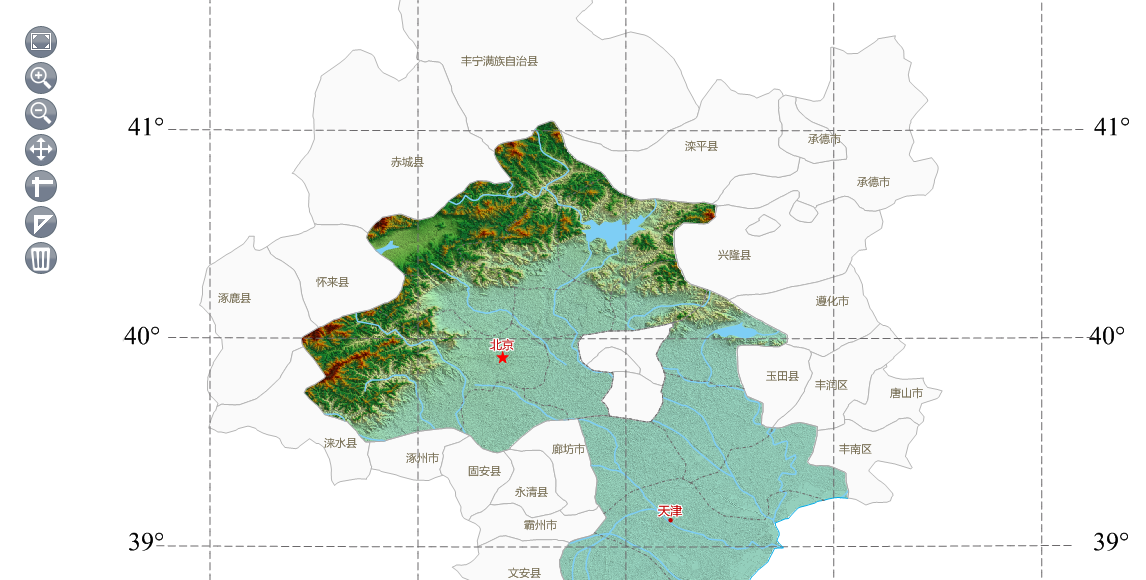 丰宁满族自治县
41°
41°
承德市
滦平县
赤城县
承德市
兴隆县
怀来县
涿鹿县
遵化市
40°
40°
北京
玉田县
丰润区
唐山市
涞水县
廊坊市
丰南区
涿州市
固安县
永清县
天津
霸州市
39°
39°
文安县